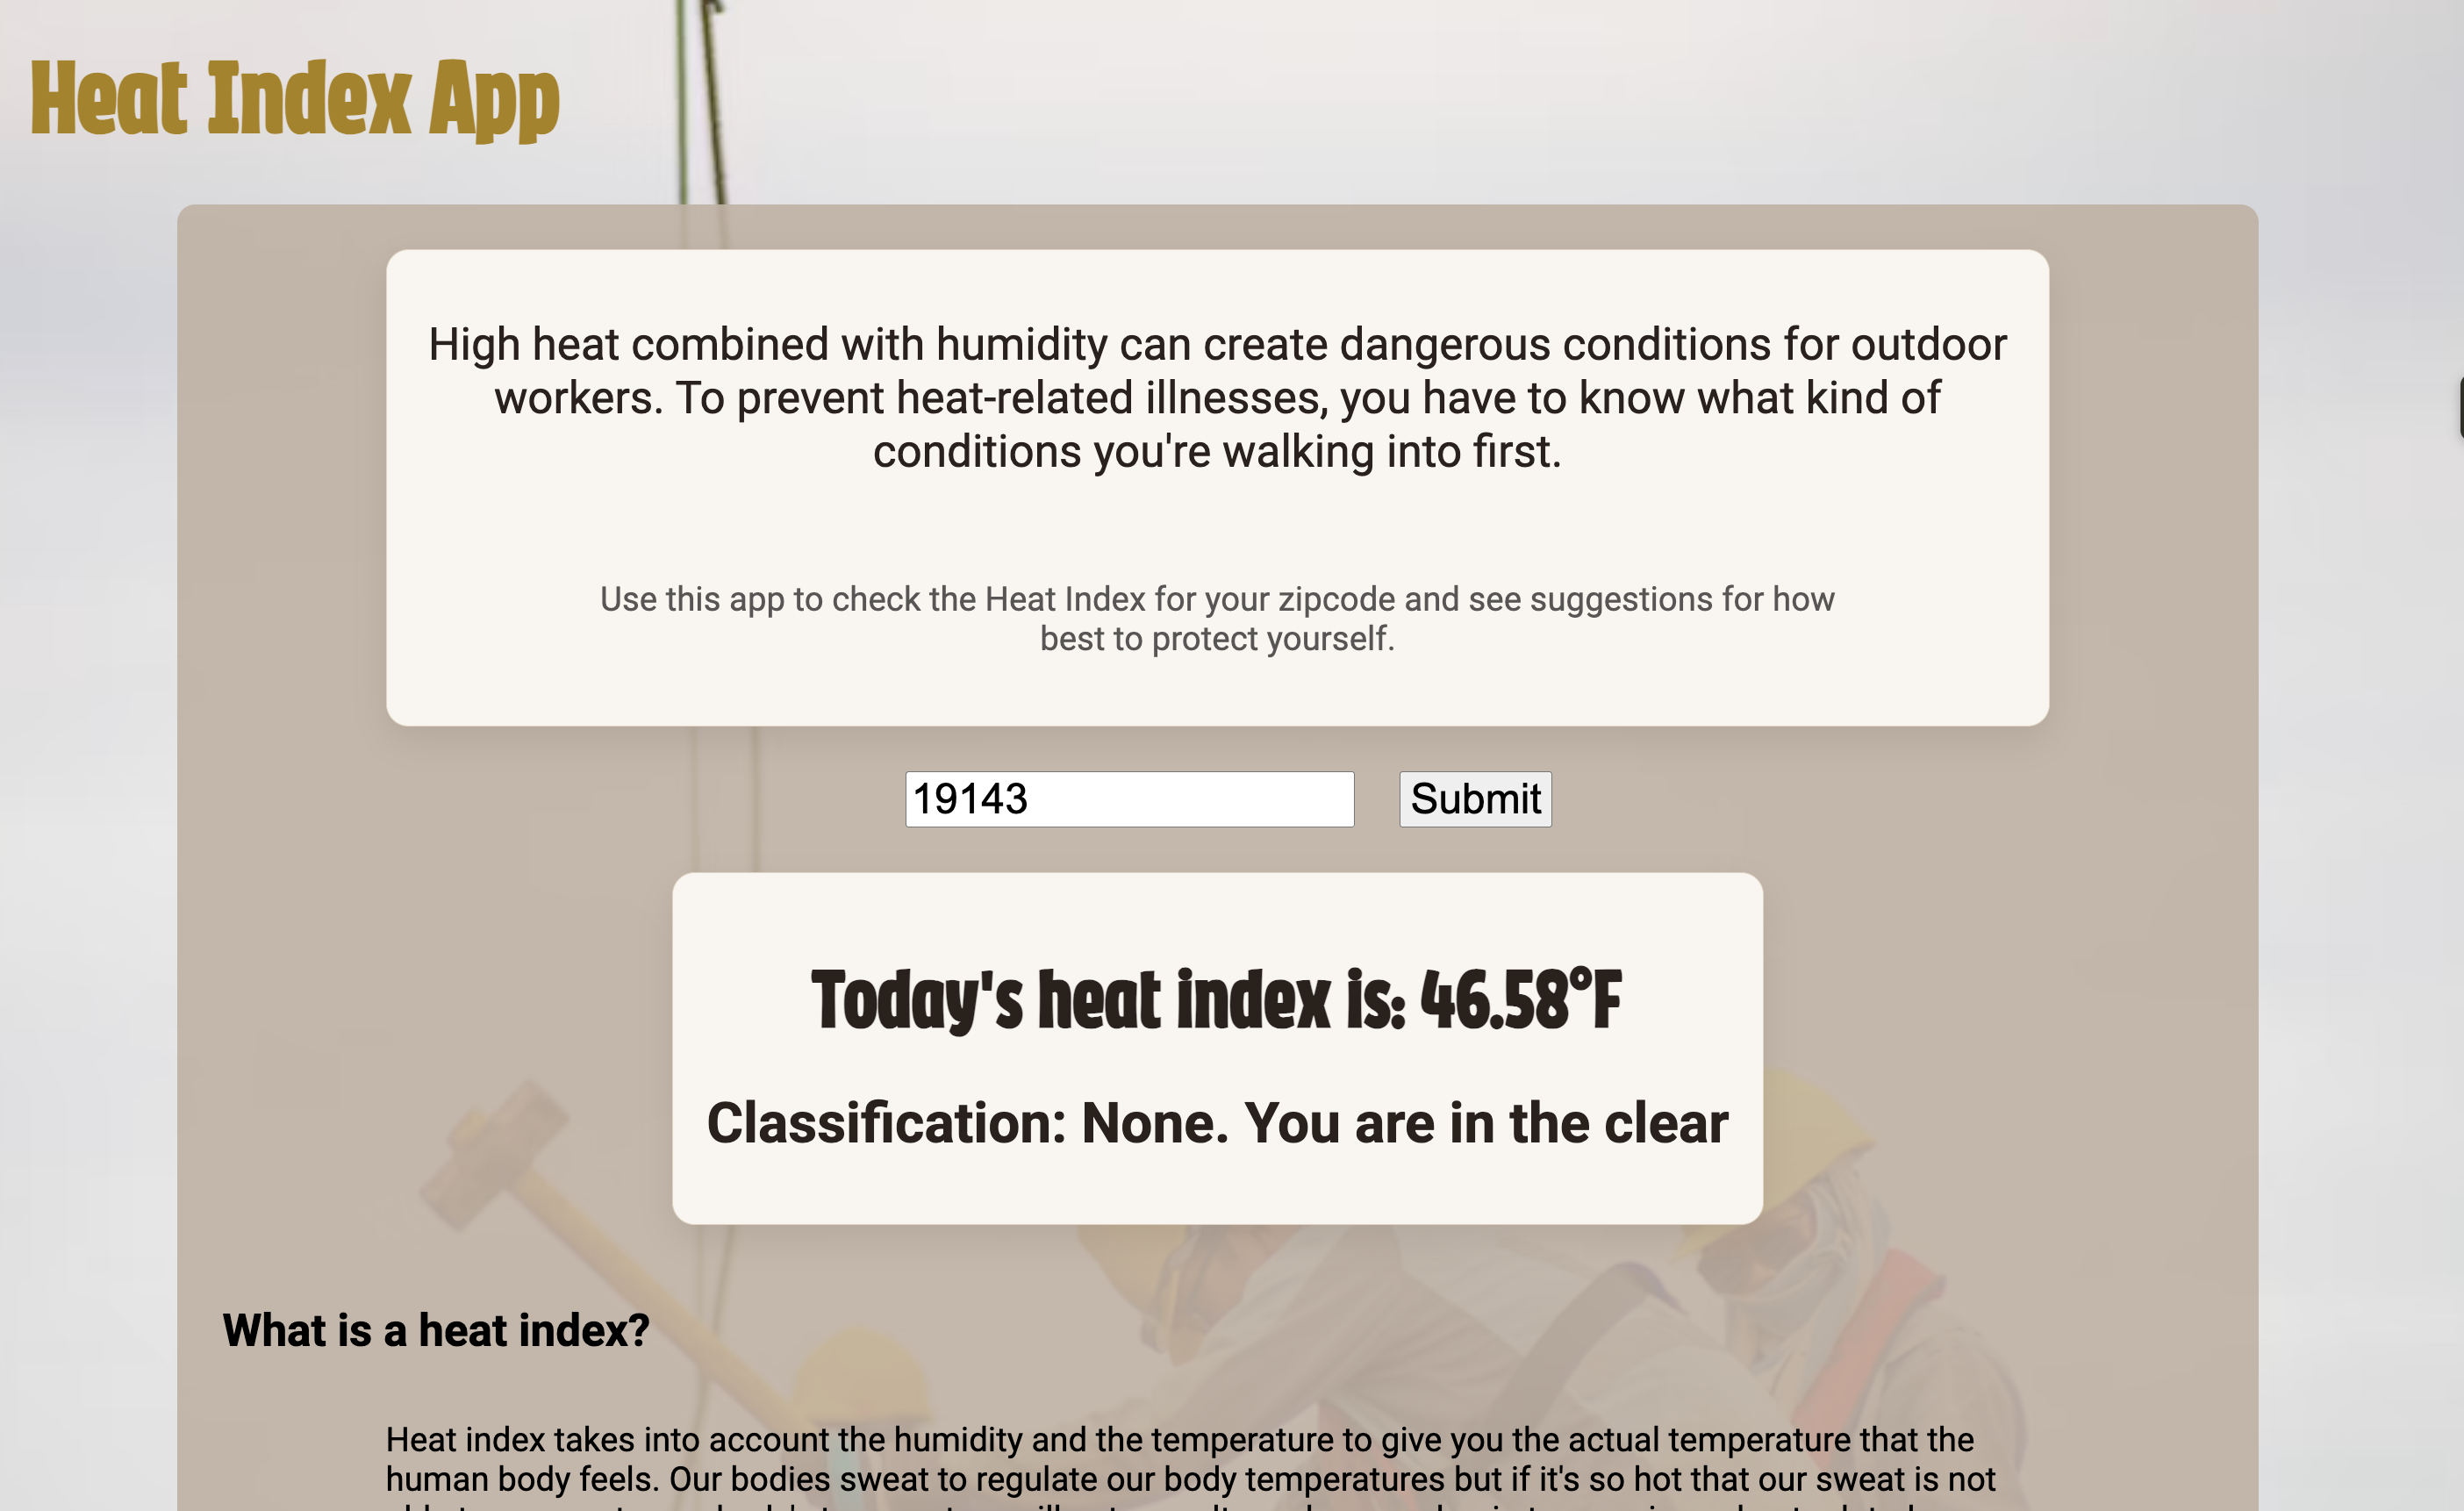 Heat Index App
High heat combined with humidity can create dangerous conditions for outdoor
workers. To prevent heat-related illnesses, you have to know what kind of
conditions you're walking into first.
Use this app to check the Heat Index for your zipcode and see suggestions for how
best to protect yourself.
19143 Submit
Today's heat index is: 46.58°F
Classification: None. You are in the clear
What is a heat index?
Heat index takes into account the humidity and the temperature to give you the actual temperature that the
human body feels. Our bodies sweat to regulate our body temperatures but if it's so hot that our sweat is not